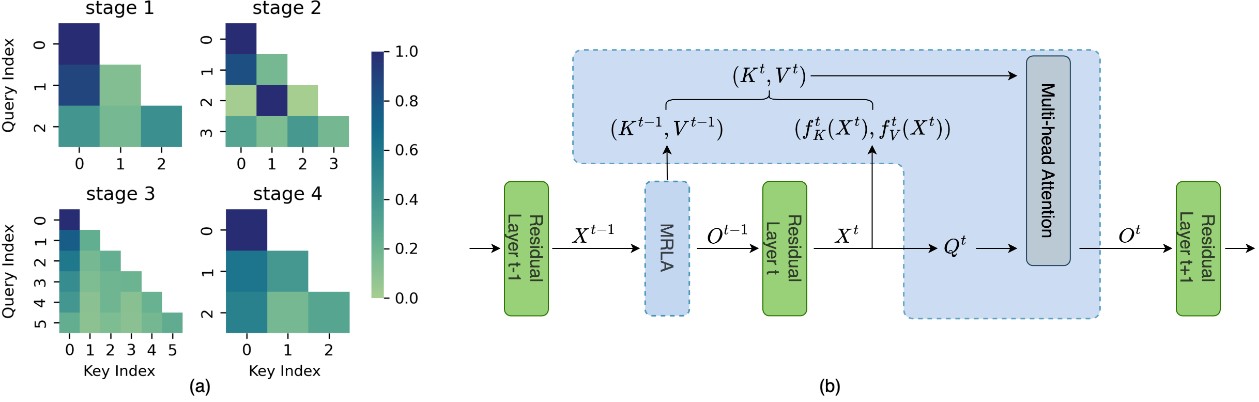 stage 1
stage 2
Query Index
0
1
2
0 1 2
0
1
2
3
0 1 2 3
1.0
0.8
0.6
0.4
0.2
0.0
stage 3
stage 4
Query Index
0
1
2
3
4
5
0 1 2 3 4 5
Key Index
0
1
2
0 1 2
Key Index
(a)
(K^t, V^t)
(K^{t-1}, V^{t-1})
(f_K^t(X^t), f_V^t(X^t))
Multi-head Attention
Residual
Layer t-1
X^{t-1}
MRLA
O^{t-1}
Residual
Layer t
X^t
Q^t
O^t
Residual
Layer t+1
(b)